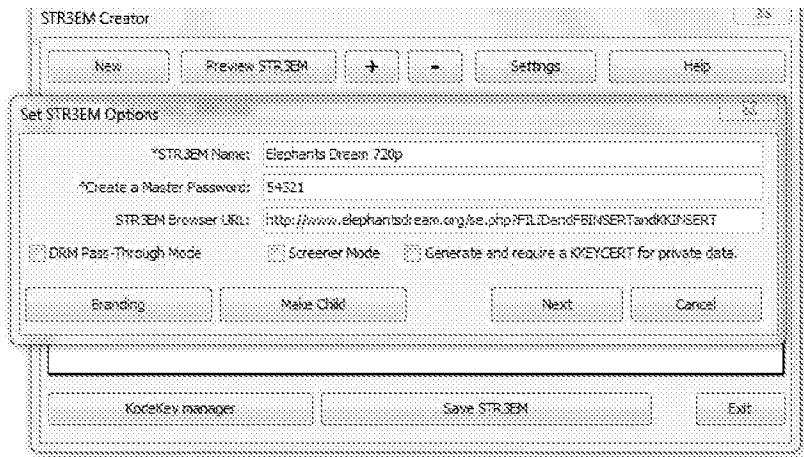 STR3EM Creator
New Preview STR3EM + - Settings Help
Set STR3EM Options
*STR3EM Name: Elephants Dream 720p
*Create a Master Password: 54321
STR3EM Browser URL: http://www.elephantsdream.org/se.php?FILIDandFBINSERTandKKINSERT
DRM Pass-Through Mode Screener Mode Generate and require a KKEYCERT for private data.
Branding Make Child Next Cancel
KodeKey manager Save STR3EM Exit